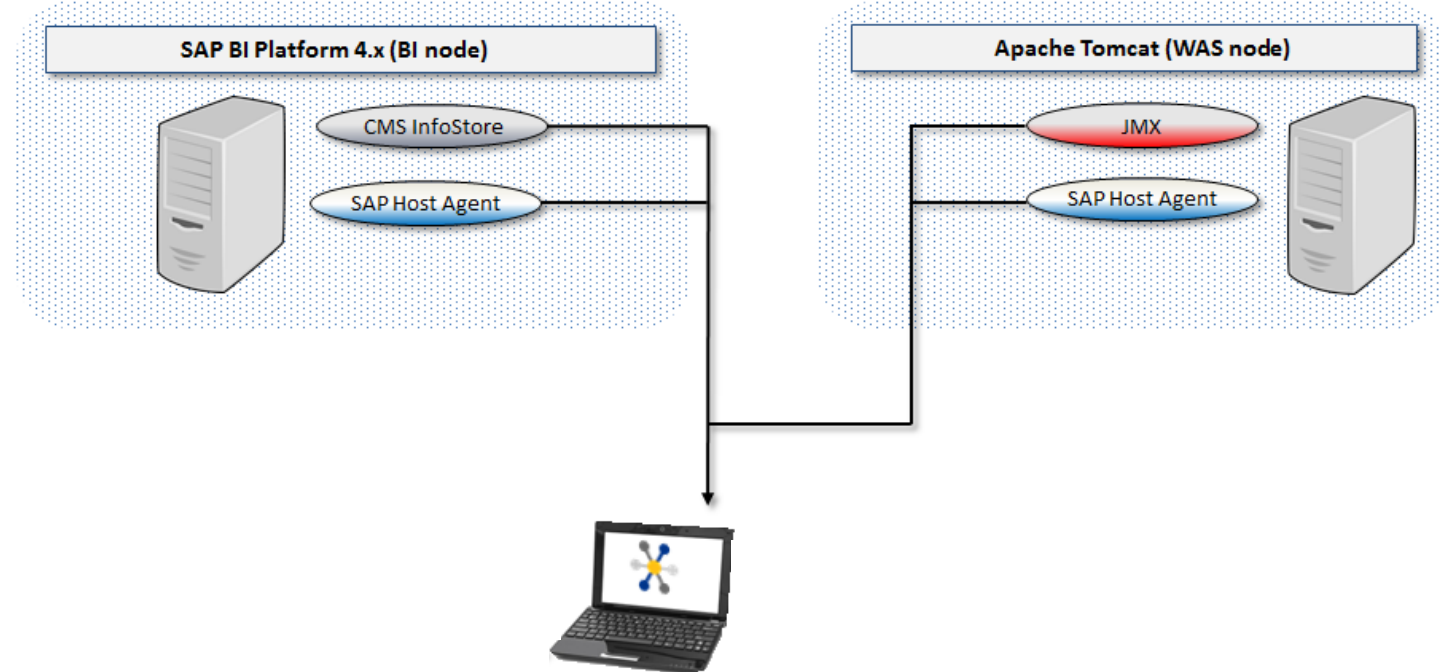 SAP BI Platform 4.x (BI node)
CMS InfoStore
SAP Host Agent
Apache Tomcat (WAS node)
JMX
SAP Host Agent